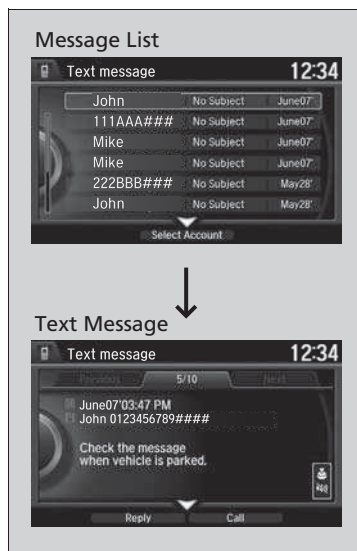 Message List
Text message 12:34
John No Subject June07'
111AAA### No Subject June07'
Mike No Subject June07'
Mike No Subject June07'
222BBB### No Subject May28'
John No Subject May28'
Select Account
Text Message
Text message 12:34
Previous 5/10 Next
June07'03:47 PM
John 0123456789####
Check the message
when vehicle is parked.
Reply Call